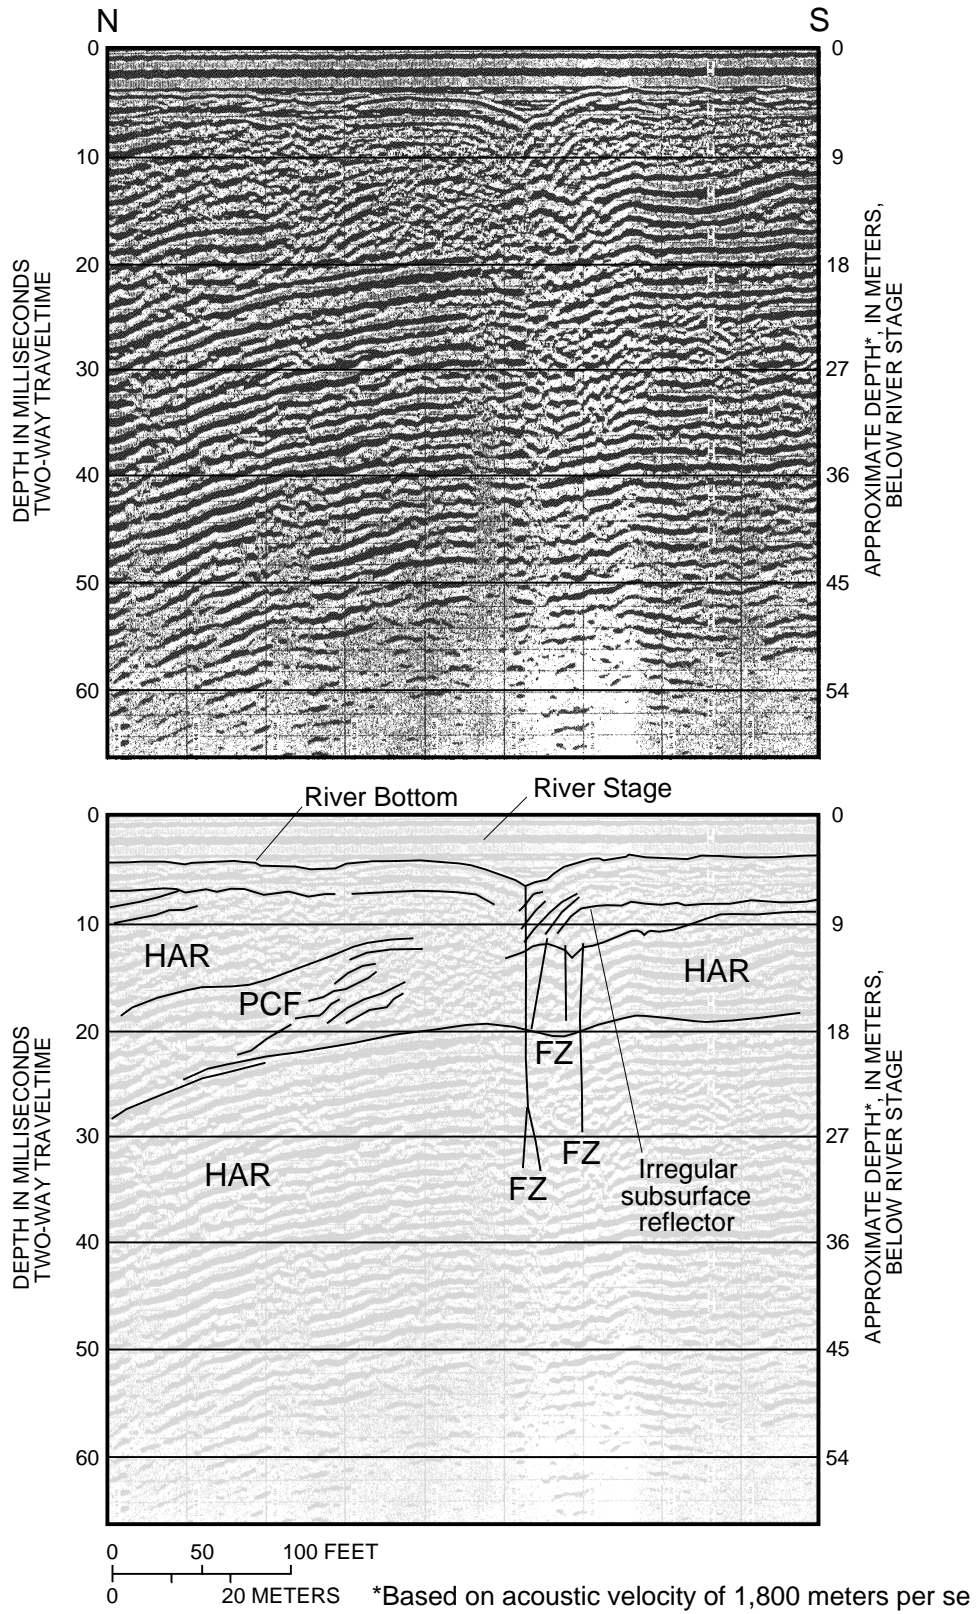 N S
0 0
10 9
20 18
30 27
40 36
50 45
60 54
DEPTH IN MILLISECONDS
TWO-WAY TRAVELTIME
APPROXIMATE DEPTH*, IN METERS,
BELOW RIVER STAGE
River Bottom
River Stage
0 0
10 9
20 18
30 27
40 36
50 45
60 54
DEPTH IN MILLISECONDS
TWO-WAY TRAVELTIME
APPROXIMATE DEPTH*, IN METERS,
BELOW RIVER STAGE
HAR
HAR
PCF
FZ
FZ
HAR
FZ
Irregular
subsurface
reflector
0 50 100 FEET
0 20 METERS
*Based on acoustic velocity of 1,800 meters per se